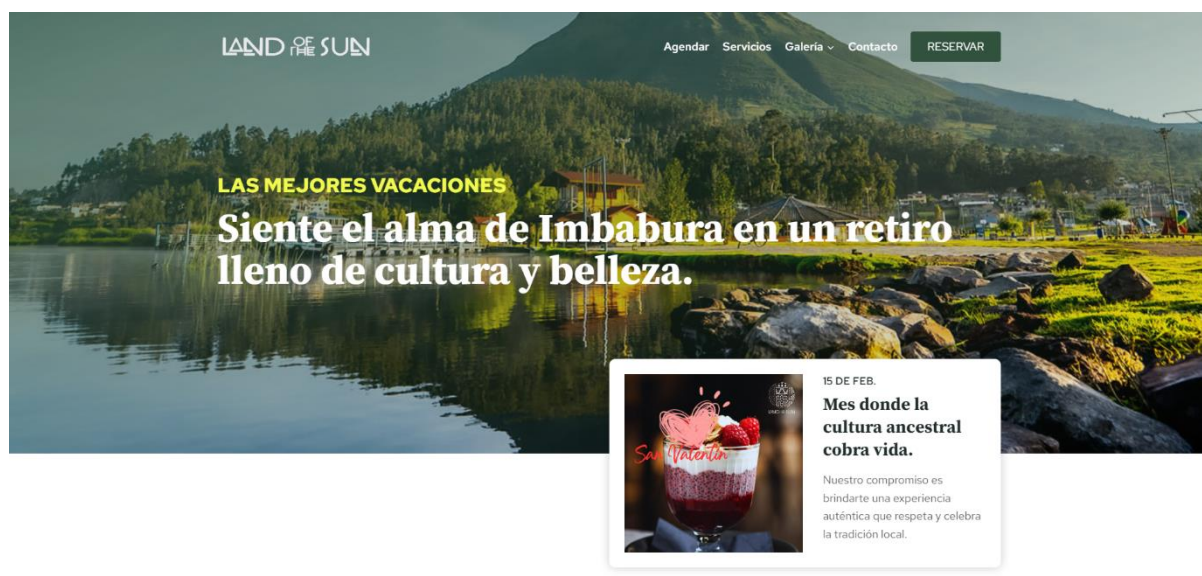 LAND OF THE SUN
Agendar Servicios Galería Contacto RESERVAR
LAS MEJORES VACACIONES
Siente el alma de Imbabura en un retiro
lleno de cultura y belleza.
San Valentín
15 DE FEB.
Mes donde la
cultura ancestral
cobra vida.
Nuestro compromiso es
brindarte una experiencia
auténtica que respeta y celebra
la tradición local.